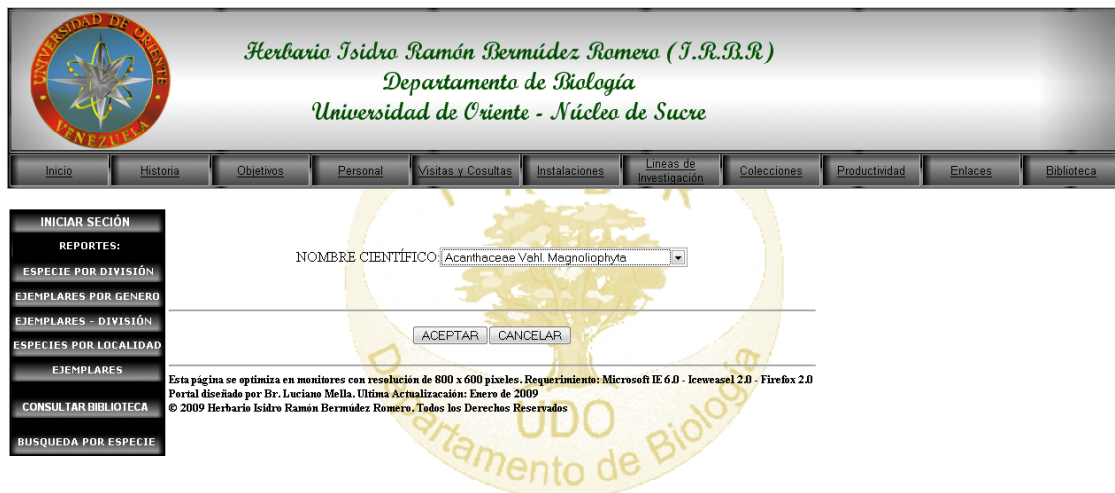 UNIVERSIDAD DE ORIENTE
VENEZUELA
Herbario Isidro Ramón Bermúdez Romero (I.R.B.R)
Departamento de Biología
Universidad de Oriente - Núcleo de Sucre
Inicio
Historia
Objetivos
Personal
Visitas y Cosultas
Instalaciones
Lineas de
Investigación
Colecciones
Productividad
Enlaces
Biblioteca
INICIAR SECIÓN
REPORTES:
ESPECIE POR DIVISIÓN
EJEMPLARES POR GENERO
EJEMPLARES - DIVISIÓN
ESPECIES POR LOCALIDAD
EJEMPLARES
CONSULTAR BIBLIOTECA
BUSQUEDA POR ESPECIE
NOMBRE CIENTÍFICO: Acanthaceae Vahl. Magnoliophyta
ACEPTAR CANCELAR
Esta página se optimiza en monitores con resolución de 800 x 600 pixeles. Requerimiento: Microsoft IE 6.0 - Iceweasel 2.0 - Firefox 2.0
Portal diseñado por Br. Luciano Mella. Ultima Actualizacaión: Enero de 2009
© 2009 Herbario Isidro Ramón Bermúdez Romero. Todos los Derechos Reservados
UDO
Departamento de Biología